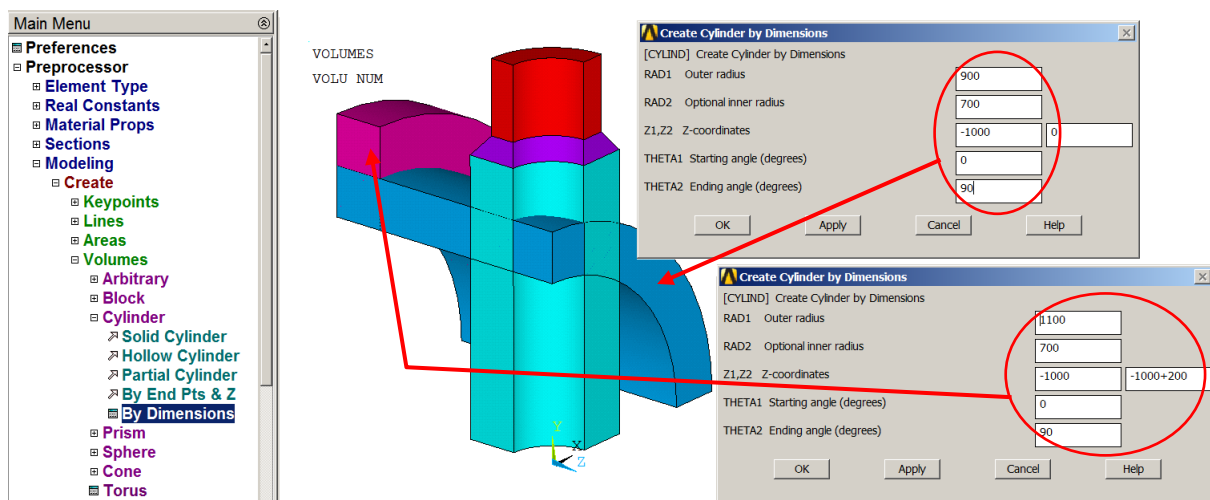 Main Menu
Preferences
Preprocessor
Element Type
Real Constants
Material Props
Sections
Modeling
Create
Keypoints
Lines
Areas
Volumes
Arbitrary
Block
Cylinder
Solid Cylinder
Hollow Cylinder
Partial Cylinder
By End Pts & Z
By Dimensions
Prism
Sphere
Cone
Torus
VOLUMES
VOLU NUM
Y
X
Z
Create Cylinder by Dimensions
[CYLIND] Create Cylinder by Dimensions
RAD1 Outer radius 900
RAD2 Optional inner radius 700
Z1,Z2 Z-coordinates -1000 0
THETA1 Starting angle (degrees) 0
THETA2 Ending angle (degrees) 90
OK Apply Cancel Help
Create Cylinder by Dimensions
[CYLIND] Create Cylinder by Dimensions
RAD1 Outer radius 1100
RAD2 Optional inner radius 700
Z1,Z2 Z-coordinates -1000 -1000+200
THETA1 Starting angle (degrees) 0
THETA2 Ending angle (degrees) 90
OK Apply Cancel Help